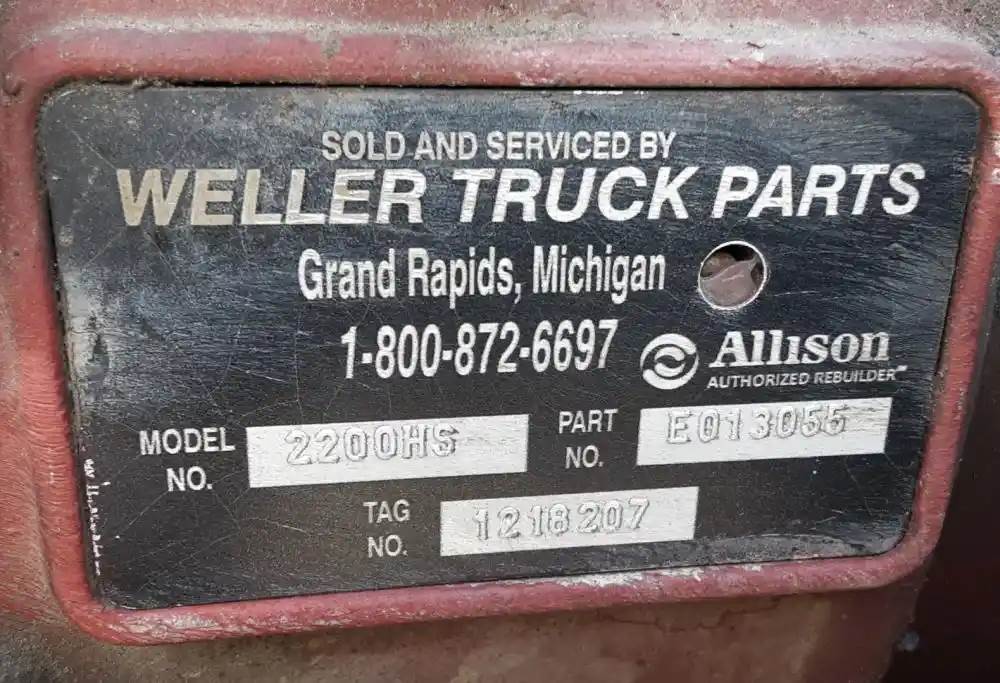 SOLD AND SERVICED BY
WELLER TRUCK PARTS
Grand Rapids, Michigan
1-800-872-6697
Allison
AUTHORIZED REBUILDER
MODEL NO. 2200HS
PART NO. E013055
TAG NO. 1218207